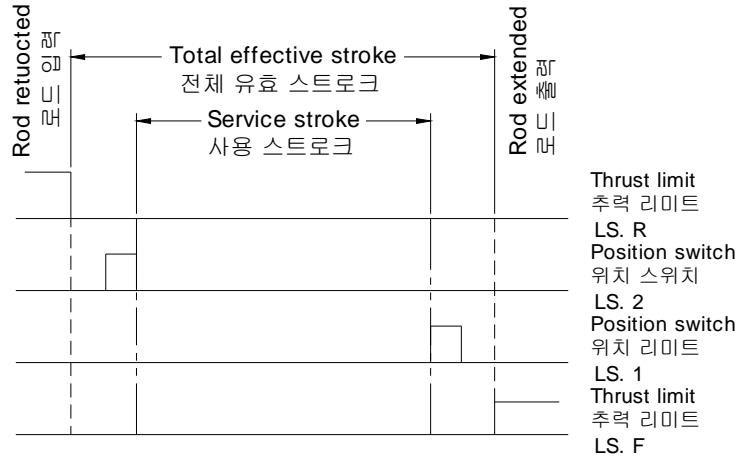 Rod retuocted
로드 입력
Total effective stroke
전체 유효 스트로크
Service stroke
사용 스트로크
Rod extended
로드 출력
Thrust limit
추력 리미트
LS. R
Position switch
위치 스위치
LS. 2
Position switch
위치 리미트
LS. 1
Thrust limit
추력 리미트
LS. F